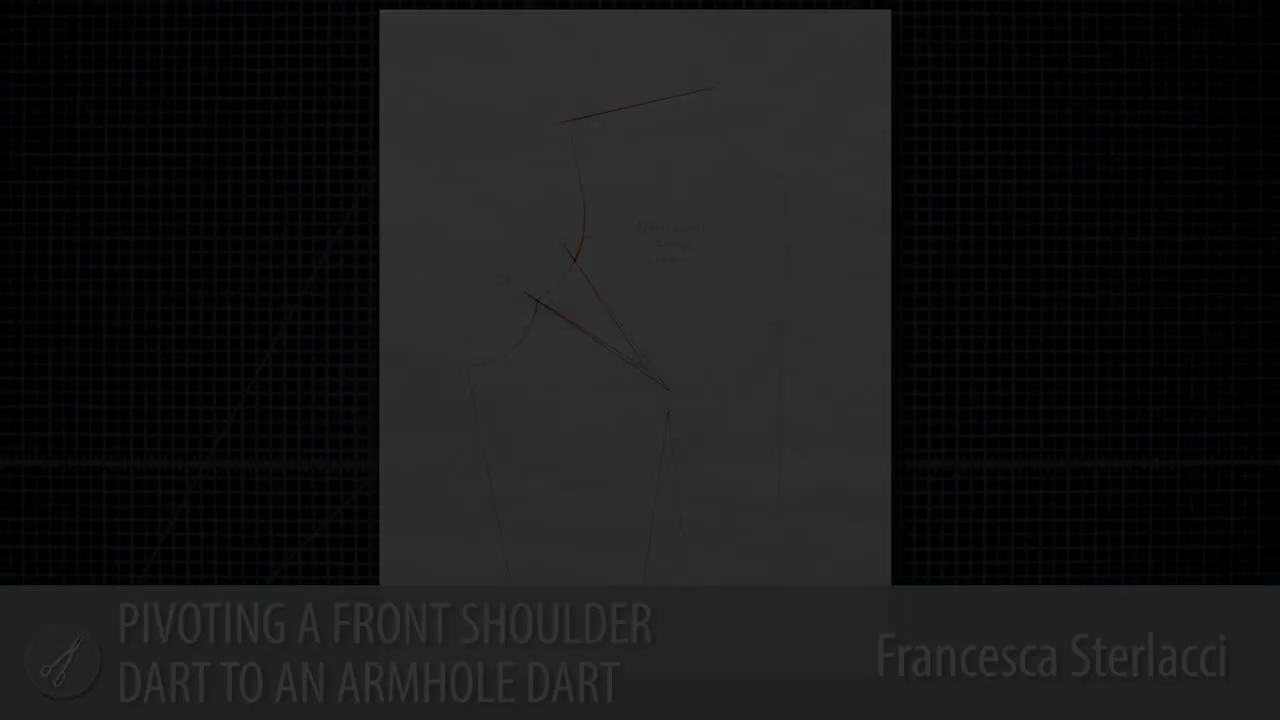 PIVOTING A FRONT SHOULDER
DART TO AN ARMHOLE DART
Francesca Sterlacci